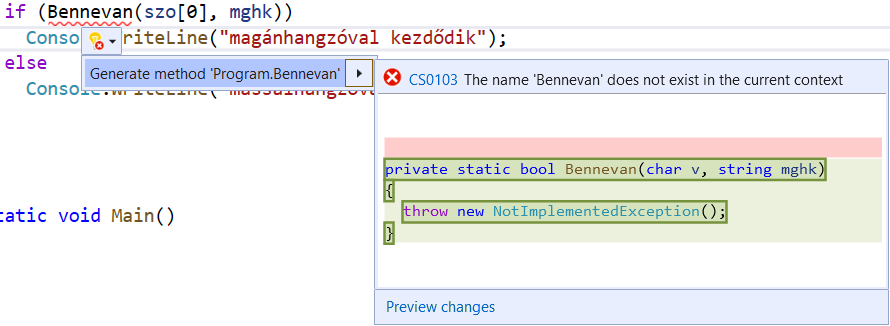 if (Bennevan(szo[0], mghk))
Conso riteLine("magánhangzóval kezdődik");
else
Generate method 'Program.Bennevan'
CS0103 The name 'Bennevan' does not exist in the current context
private static bool Bennevan(char v, string mghk)
{
throw new NotImplementedException();
}
tatic void Main()
Preview changes